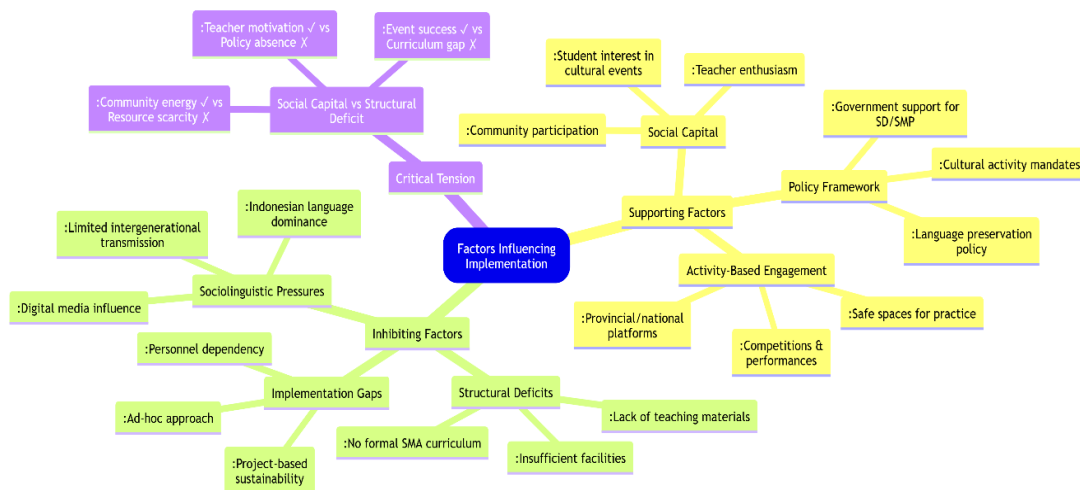 :Teacher motivation ✓ vs
Policy absence ✗
:Event success ✓ vs
Curriculum gap ✗
:Community energy ✓ vs
Resource scarcity ✗
Social Capital vs Structural
Deficit
Critical Tension
:Student interest in
cultural events
:Teacher enthusiasm
:Community participation
Social Capital
:Government support for
SD/SMP
:Cultural activity mandates
Policy Framework
:Language preservation
policy
Supporting Factors
Factors Influencing
Implementation
Activity-Based Engagement
:Safe spaces for practice
:Provincial/national
platforms
:Competitions &
performances
:Indonesian language
dominance
:Limited intergenerational
transmission
Sociolinguistic Pressures
:Digital media influence
Inhibiting Factors
:Personnel dependency
Implementation Gaps
:Ad-hoc approach
:Project-based
sustainability
Structural Deficits
:Lack of teaching materials
:No formal SMA curriculum
:Insufficient facilities